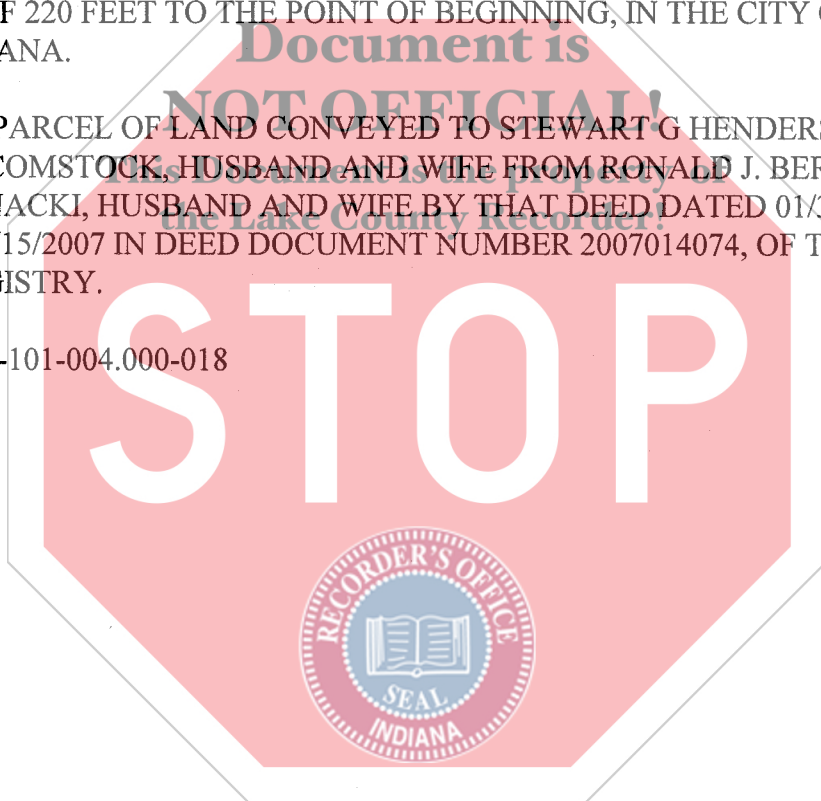 F 220 FEET TO THE POINT OF BEGINNING, IN THE CITY
ANA.
Document is
NOT OFFICIAL!
PARCEL OF LAND CONVEYED TO STEWART G HENDERS
COMSTOCK, HUSBAND AND WIFE FROM RONALD J. BER
This Document is the property of
ACKI, HUSBAND AND WIFE BY THAT DEED DATED 01/3
the Lake County Recorder!
/15/2007 IN DEED DOCUMENT NUMBER 2007014074, OF T
GISTRY.
-101-004.000-018
STOP
RECORDER'S OFFICE
SEAL
INDIANA